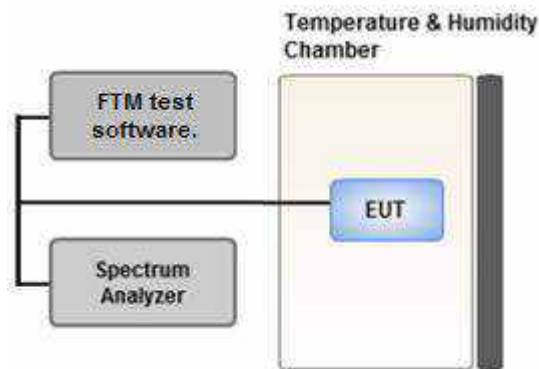 Temperature & Humidity
Chamber
FTM test
software.
EUT
Spectrum
Analyzer